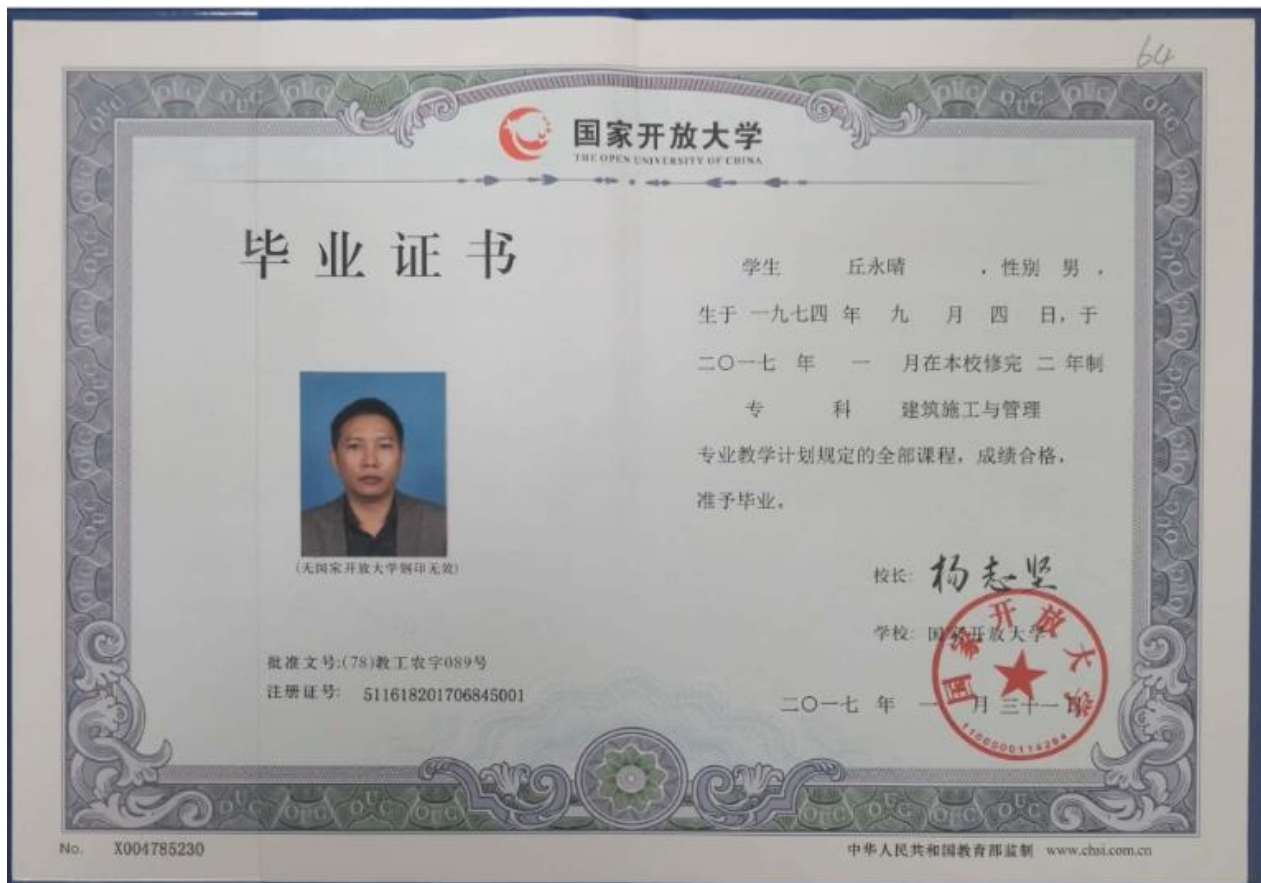 64
国家开放大学
THE OPEN UNIVERSITY OF CHINA
毕业证书
(无国家开放大学钢印无效)
批准文号:(78)教工农字089号
注册证号: 511618201706845001
学生 丘永晴 ,性别 男 ,
生于 一九七四 年 九 月 四 日,于
二〇一七 年 一 月在本校修完 二 年制
专 科 建筑施工与管理
专业教学计划规定的全部课程,成绩合格,
准予毕业。
校长: 杨志坚
学校: 国家开放大学
二〇一七 年 一 月 三十一 日
国家开放大学
1100000114284
No. X004785230
中华人民共和国教育部监制 www.chsi.com.cn